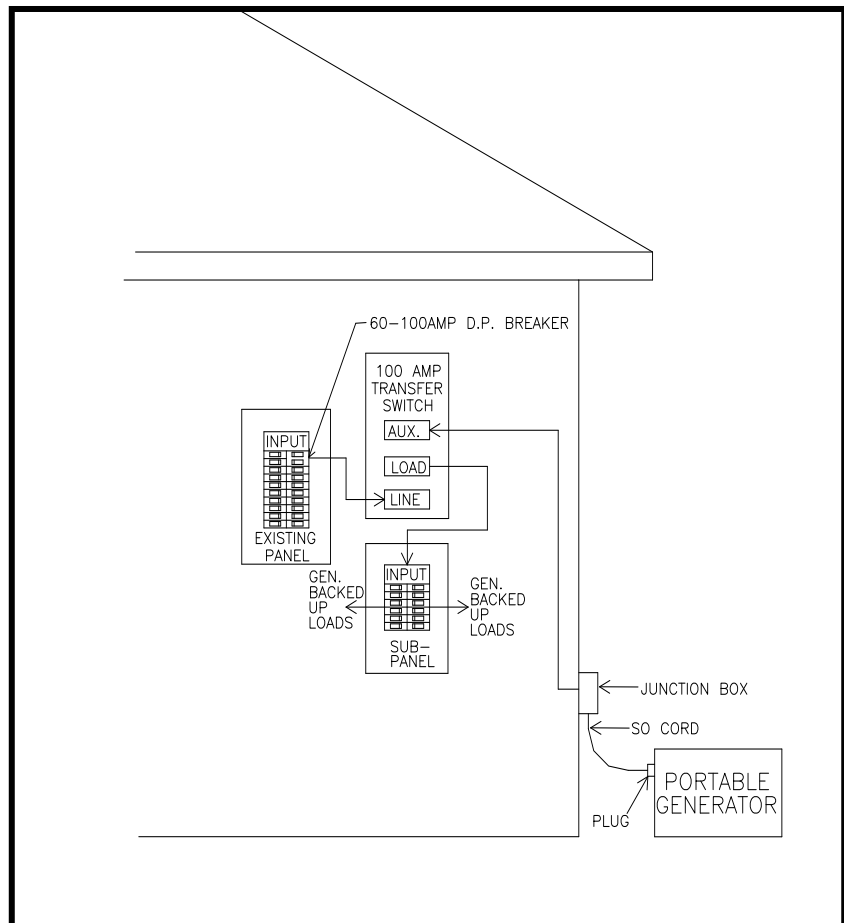 60-100AMP D.P. BREAKER
100 AMP
TRANSFER
SWITCH
AUX.
LOAD
LINE
INPUT
EXISTING
PANEL
INPUT
SUB-
PANEL
GEN.
BACKED
UP
LOADS
GEN.
BACKED
UP
LOADS
JUNCTION BOX
SO CORD
PORTABLE
GENERATOR
PLUG